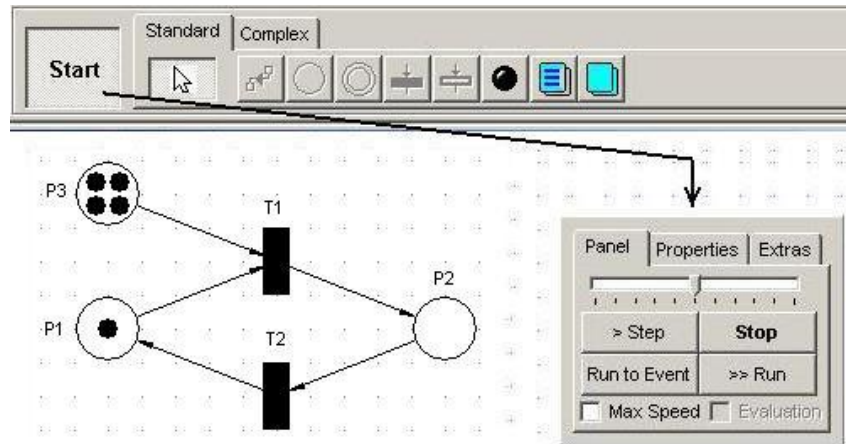 Standard Complex
Start
P3
T1
P2
P1
T2
Panel Properties Extras
> Step Stop
Run to Event >> Run
Max Speed Evaluation